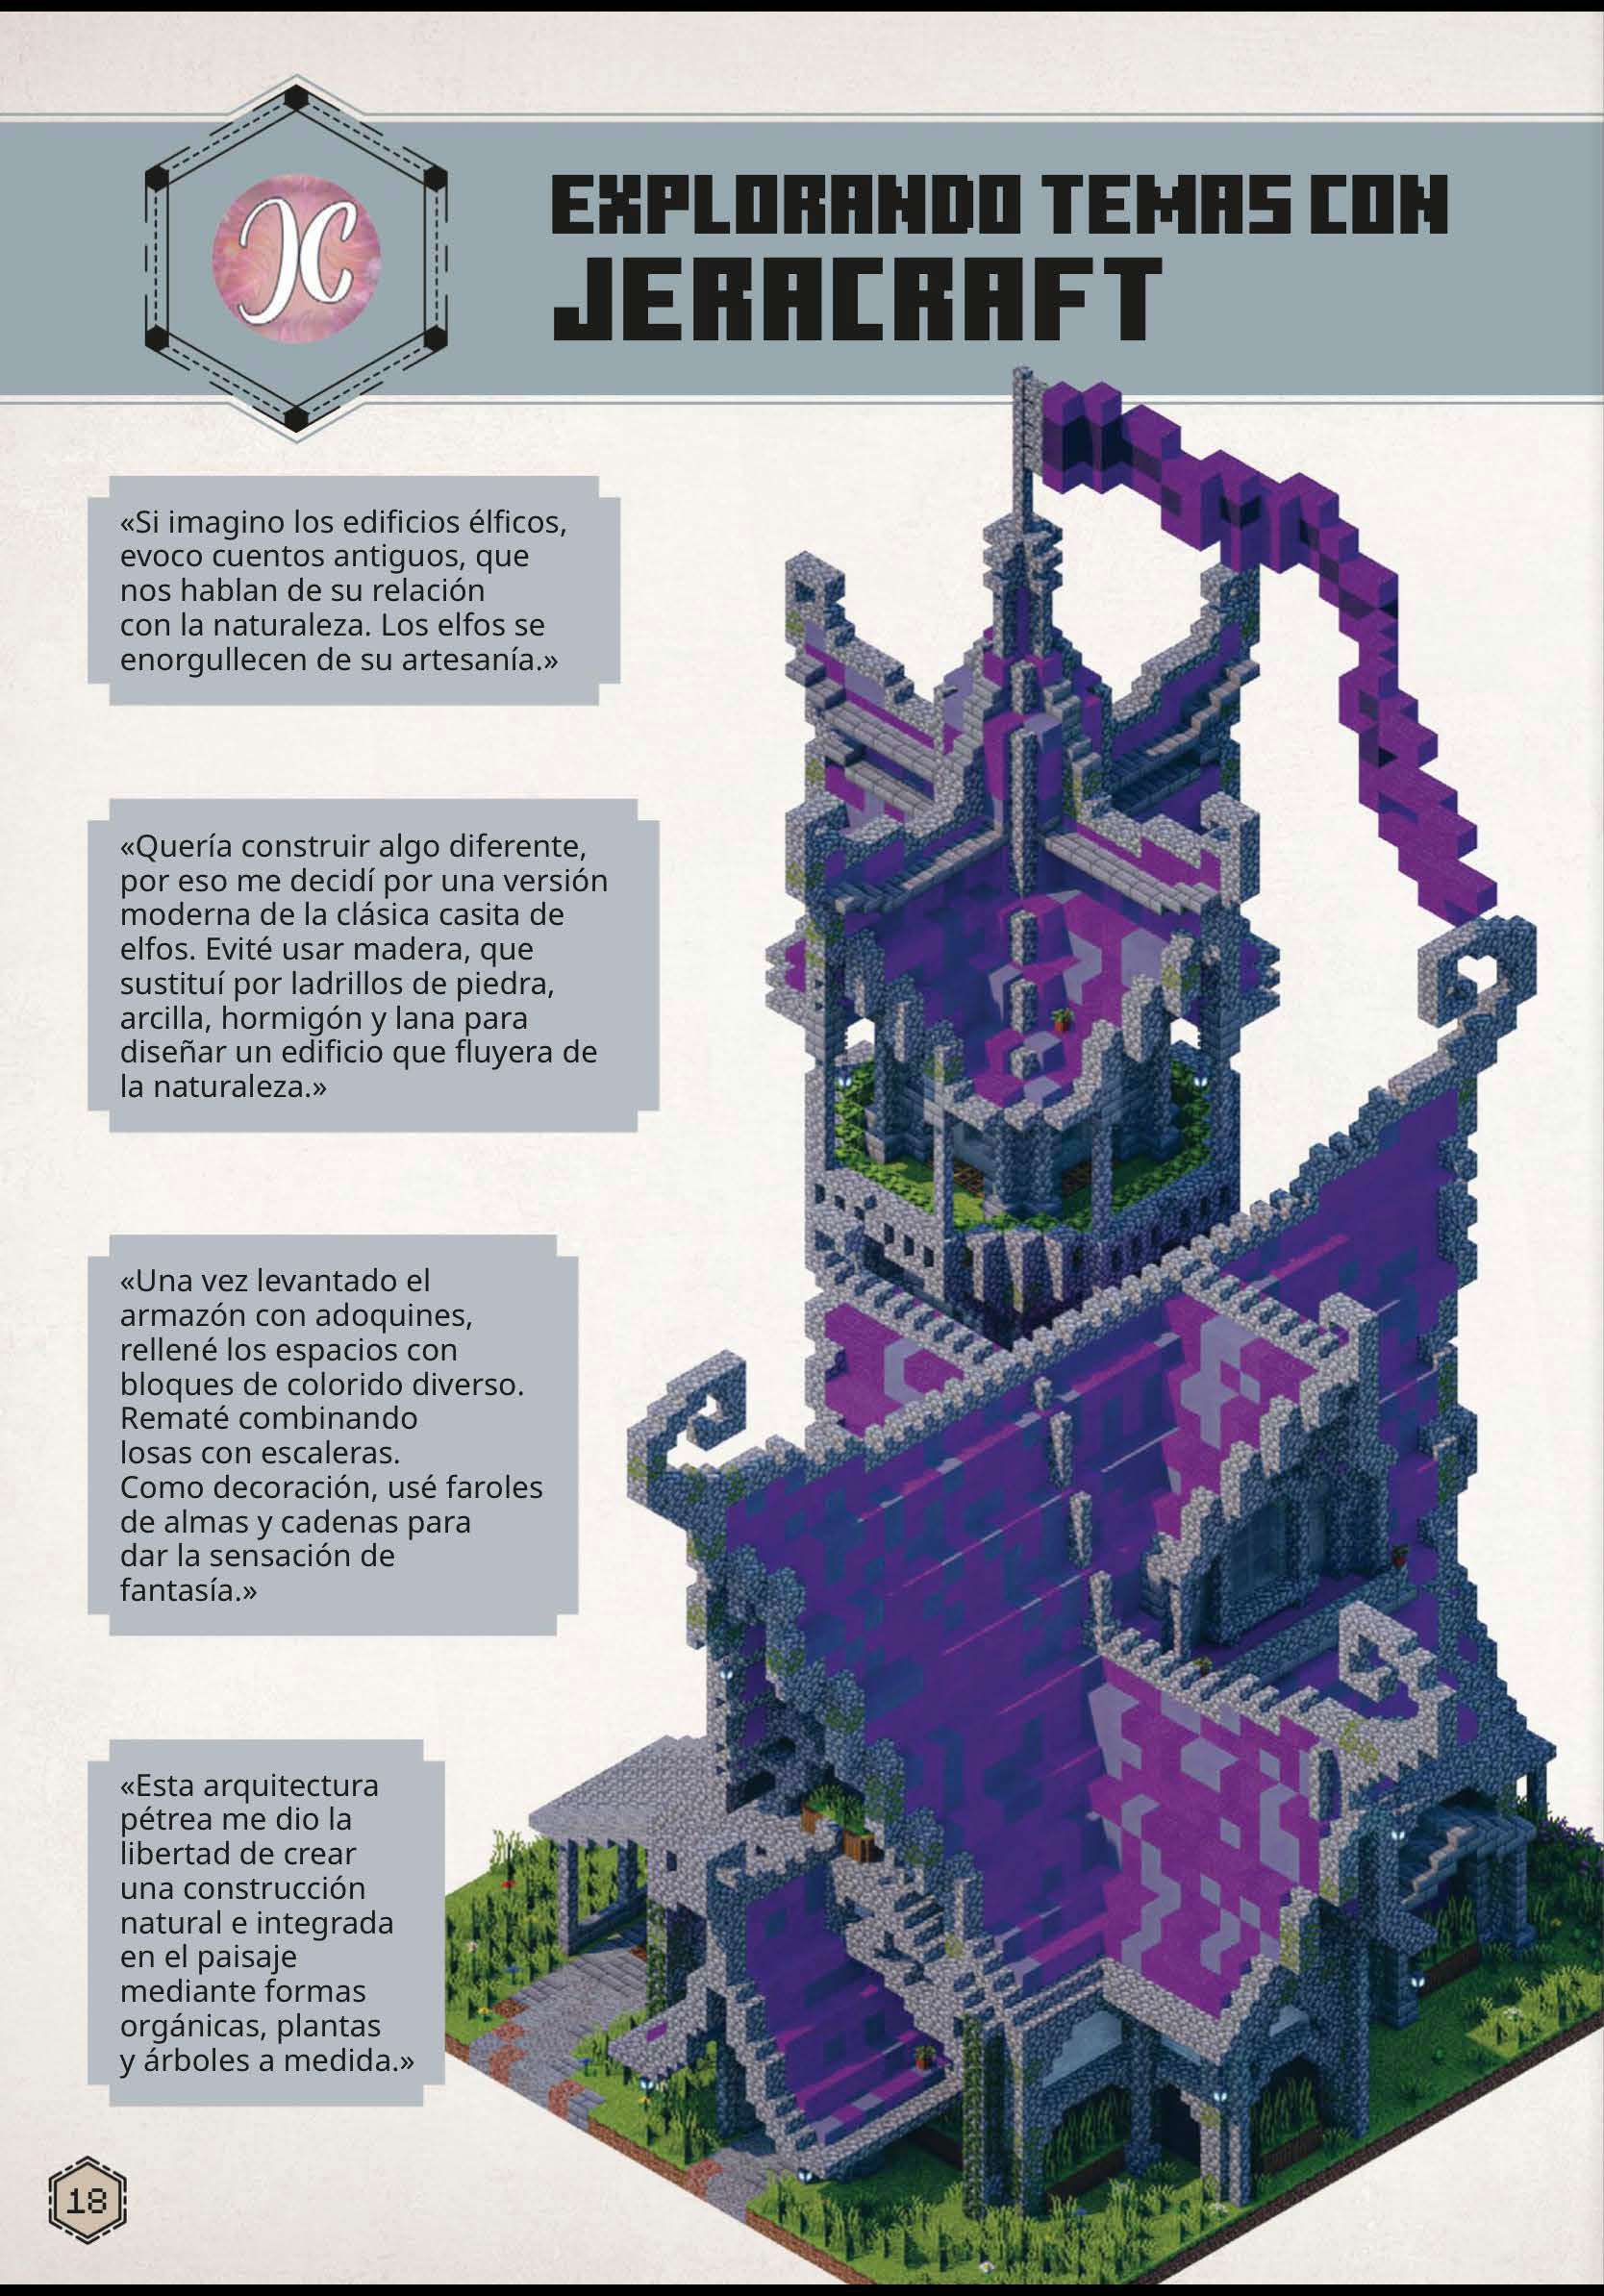 JC
EXPLORANDO TEMAS CON
JERACRAFT
«Si imagino los edificios élficos,
evoco cuentos antiguos, que
nos hablan de su relación
con la naturaleza. Los elfos se
enorgullecen de su artesanía.»
«Quería construir algo diferente,
por eso me decidí por una versión
moderna de la clásica casita de
elfos. Evité usar madera, que
sustituí por ladrillos de piedra,
arcilla, hormigón y lana para
diseñar un edificio que fluyera de
la naturaleza.»
«Una vez levantado el
armazón con adoquines,
rellené los espacios con
bloques de colorido diverso.
Rematé combinando
losas con escaleras.
Como decoración, usé faroles
de almas y cadenas para
dar la sensación de
fantasía.»
«Esta arquitectura
pétrea me dio la
libertad de crear
una construcción
natural e integrada
en el paisaje
mediante formas
orgánicas, plantas
y árboles a medida.»
18